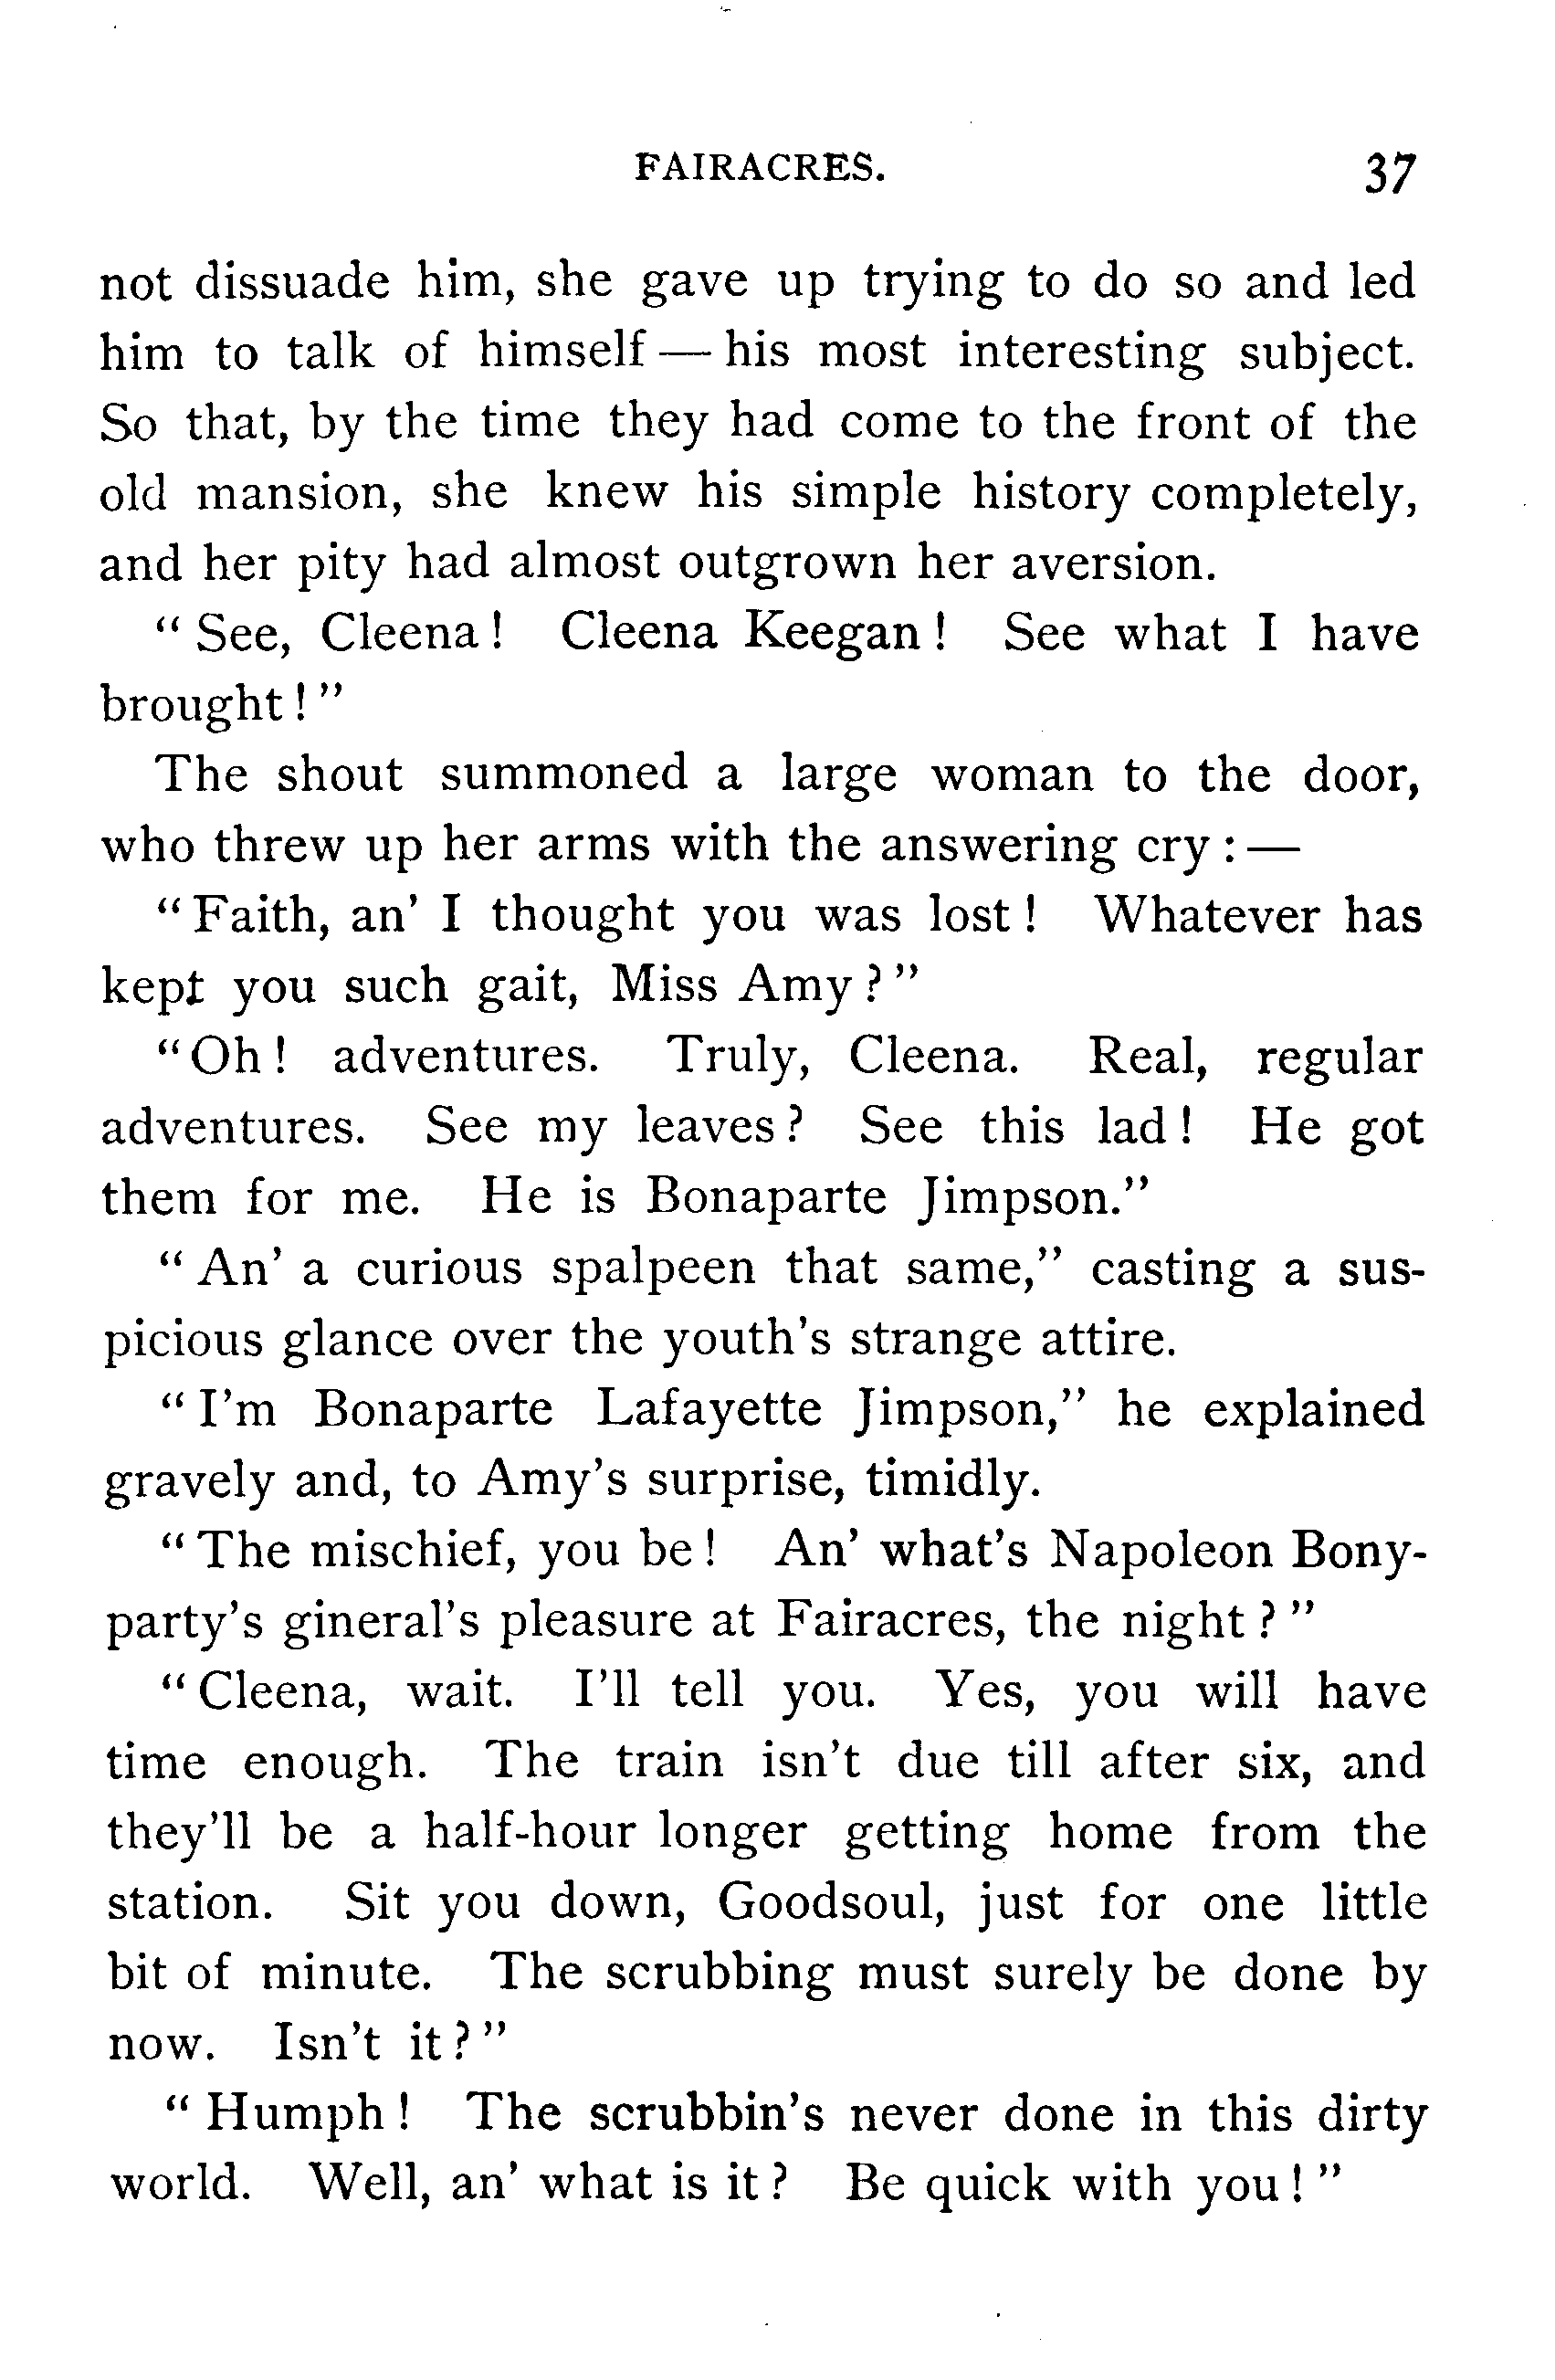 FAIRACRES. 37
not dissuade him, she gave up trying to do so and led
him to talk of himself — his most interesting subject.
So that, by the time they had come to the front of the
old mansion, she knew his simple history completely,
and her pity had almost outgrown her aversion.
“ See, Cleena ! Cleena Keegan ! See what I have
brought ! ”
The shout summoned a large woman to the door,
who threw up her arms with the answering cry : —
“ Faith, an’ I thought you was lost ! Whatever has
kept you such gait, Miss Amy ? ”
“ Oh ! adventures. Truly, Cleena. Real, regular
adventures. See my leaves ? See this lad ! He got
them for me. He is Bonaparte Jimpson.”
“ An’ a curious spalpeen that same,” casting a sus-
picious glance over the youth’s strange attire.
“ I’m Bonaparte Lafayette Jimpson,” he explained
gravely and, to Amy’s surprise, timidly.
“ The mischief, you be ! An’ what’s Napoleon Bony-
party’s gineral’s pleasure at Fairacres, the night ? ”
“ Cleena, wait. I’ll tell you. Yes, you will have
time enough. The train isn’t due till after six, and
they’ll be a half-hour longer getting home from the
station. Sit you down, Goodsoul, just for one little
bit of minute. The scrubbing must surely be done by
now. Isn’t it ? ”
“ Humph ! The scrubbin’s never done in this dirty
world. Well, an’ what is it ? Be quick with you ! ”